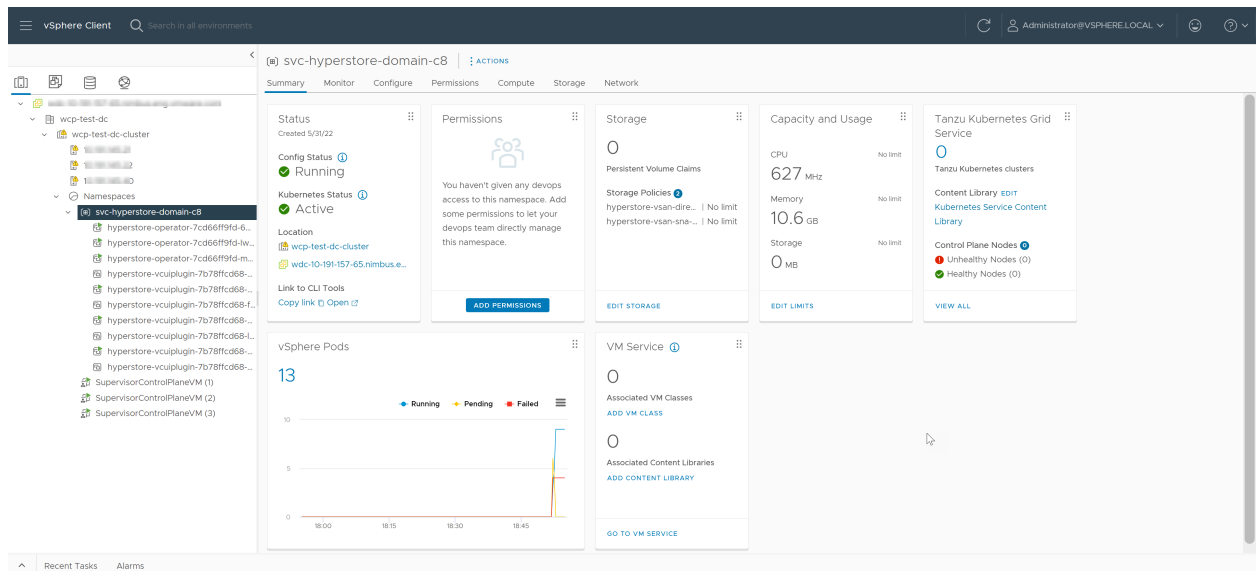 vSphere Client
Search in all environments
Administrator@VSPHERE.LOCAL
svc-hyperstore-domain-c8
ACTIONS
Summary Monitor Configure Permissions Compute Storage Network
wcp-test-dc
wcp-test-dc-cluster
Namespaces
svc-hyperstore-domain-c8
hyperstore-operator-7cd66ff9fd-6...
hyperstore-operator-7cd66ff9fd-lw...
hyperstore-operator-7cd66ff9fd-m...
hyperstore-vcuiplugin-7b78ffcd68-...
hyperstore-vcuiplugin-7b78ffcd68-...
hyperstore-vcuiplugin-7b78ffcd68-f...
hyperstore-vcuiplugin-7b78ffcd68-...
hyperstore-vcuiplugin-7b78ffcd68-l...
hyperstore-vcuiplugin-7b78ffcd68-...
hyperstore-vcuiplugin-7b78ffcd68-...
SupervisorControlPlaneVM (1)
SupervisorControlPlaneVM (2)
SupervisorControlPlaneVM (3)
Status
Created 5/31/22
Config Status
Running
Kubernetes Status
Active
Location
wcp-test-dc-cluster
wdc-10-191-157-65.nimbus.e...
Link to CLI Tools
Copy link Open
Permissions
You haven't given any devops
access to this namespace. Add
some permissions to let your
devops team directly manage
this namespace.
ADD PERMISSIONS
Storage
0
Persistent Volume Claims
Storage Policies 2
hyperstore-vsan-dire... | No limit
hyperstore-vsan-sna-... | No limit
EDIT STORAGE
Capacity and Usage
CPU No limit
627 MHz
Memory No limit
10.6 GB
Storage No limit
0 MB
EDIT LIMITS
Tanzu Kubernetes Grid
Service
0
Tanzu Kubernetes clusters
Content Library EDIT
Kubernetes Service Content
Library
Control Plane Nodes 0
Unhealthy Nodes (0)
Healthy Nodes (0)
VIEW ALL
vSphere Pods
13
Running Pending Failed
10
5
0
18:00 18:15 18:30 18:45
VM Service
0
Associated VM Classes
ADD VM CLASS
0
Associated Content Libraries
ADD CONTENT LIBRARY
GO TO VM SERVICE
Recent Tasks Alarms